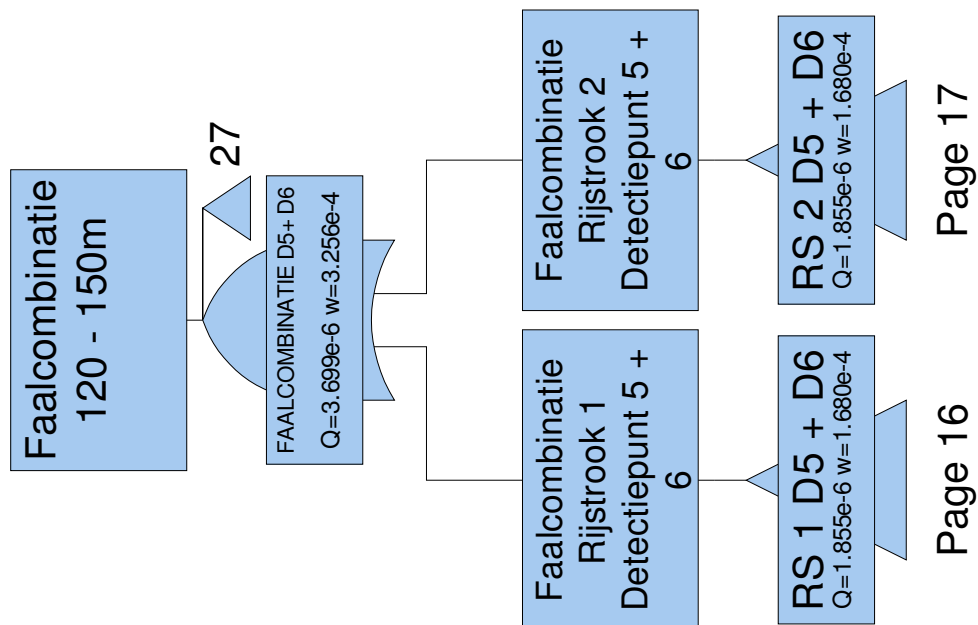 Faalcombinatie
120 - 150m
27
FAALCOMBINATIE D5+ D6
Q=3.699e-6 w=3.256e-4
Faalcombinatie
Rijstrook 1
Detectiepunt 5 +
6
RS 1 D5 + D6
Q=1.855e-6 w=1.680e-4
Page 16
Faalcombinatie
Rijstrook 2
Detectiepunt 5 +
6
RS 2 D5 + D6
Q=1.855e-6 w=1.680e-4
Page 17